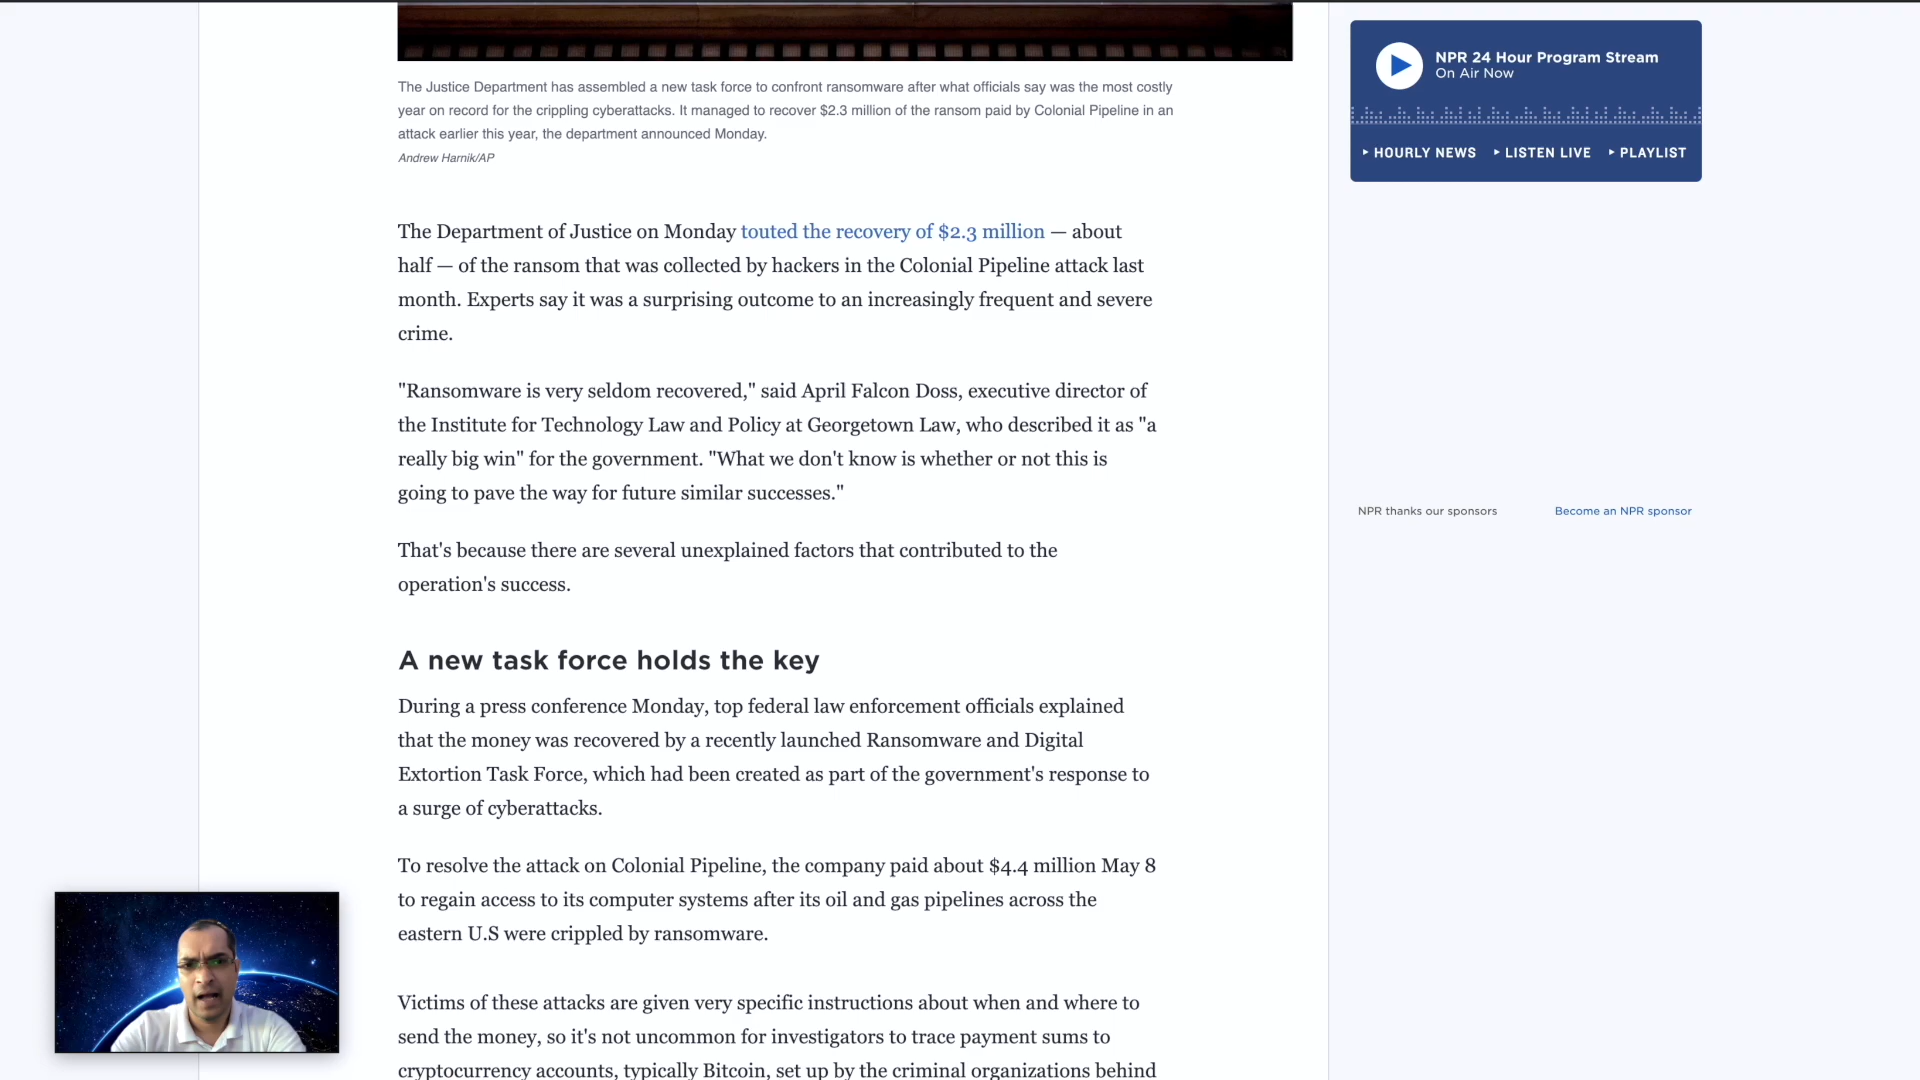 The Justice Department has assembled a new task force to confront ransomware after what officials say was the most costly
year on record for the crippling cyberattacks. It managed to recover $2.3 million of the ransom paid by Colonial Pipeline in an
attack earlier this year, the department announced Monday.
Andrew Harnik/AP
The Department of Justice on Monday touted the recovery of $2.3 million — about
half — of the ransom that was collected by hackers in the Colonial Pipeline attack last
month. Experts say it was a surprising outcome to an increasingly frequent and severe
crime.
"Ransomware is very seldom recovered," said April Falcon Doss, executive director of
the Institute for Technology Law and Policy at Georgetown Law, who described it as "a
really big win" for the government. "What we don't know is whether or not this is
going to pave the way for future similar successes."
That's because there are several unexplained factors that contributed to the
operation's success.
A new task force holds the key
During a press conference Monday, top federal law enforcement officials explained
that the money was recovered by a recently launched Ransomware and Digital
Extortion Task Force, which had been created as part of the government's response to
a surge of cyberattacks.
To resolve the attack on Colonial Pipeline, the company paid about $4.4 million May 8
to regain access to its computer systems after its oil and gas pipelines across the
eastern U.S were crippled by ransomware.
Victims of these attacks are given very specific instructions about when and where to
send the money, so it's not uncommon for investigators to trace payment sums to
cryptocurrency accounts, typically Bitcoin, set up by the criminal organizations behind
NPR 24 Hour Program Stream
On Air Now
HOURLY NEWS LISTEN LIVE PLAYLIST
NPR thanks our sponsors Become an NPR sponsor